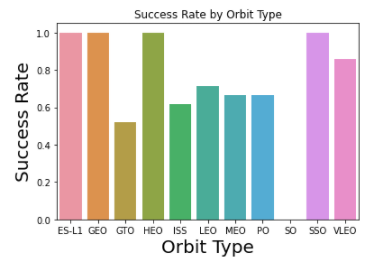 Success Rate by Orbit Type
Success Rate
1.0
0.8
0.6
0.4
0.2
0.0
ES-L1 GEO GTO HEO ISS LEO MEO PO SO SSO VLEO
Orbit Type